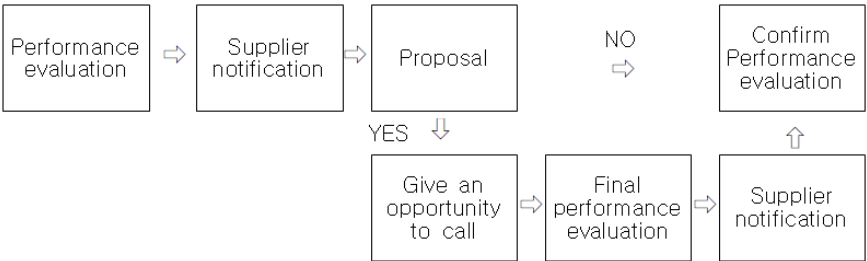 Performance
evaluation
Supplier
notification
Proposal
NO
Confirm
Performance
evaluation
YES
Give an
opportunity
to call
Final
performance
evaluation
Supplier
notification